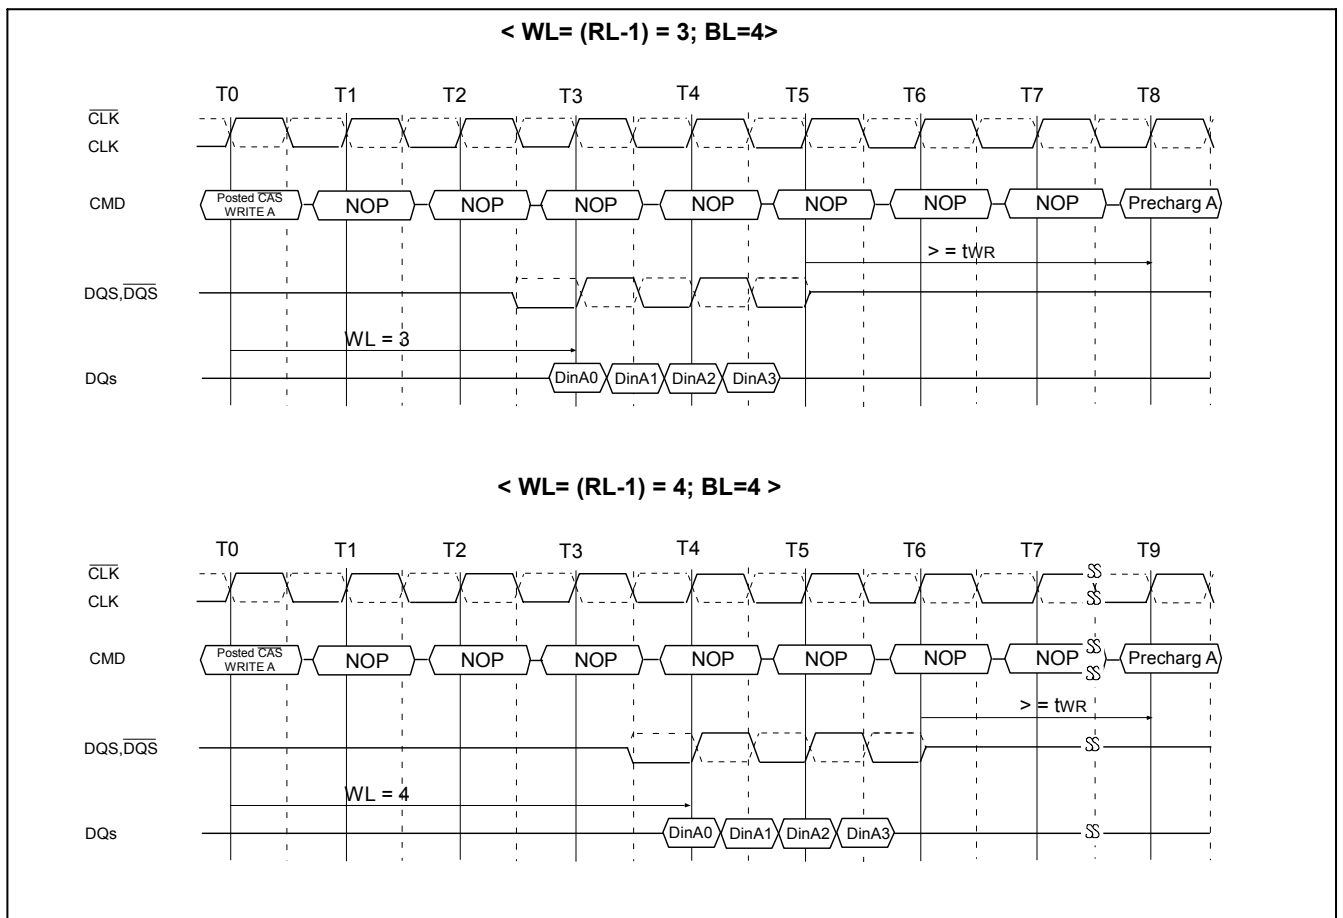 < WL= (RL-1) = 3; BL=4>
T0 T1 T2 T3 T4 T5 T6 T7 T8
CLK
CLK
CMD Posted CAS WRITE A NOP NOP NOP NOP NOP NOP NOP Precharg A
> = tWR
DQS,DQS
WL = 3
DQs DinA0 DinA1 DinA2 DinA3
< WL= (RL-1) = 4; BL=4 >
T0 T1 T2 T3 T4 T5 T6 T7 T9
CLK
CLK
CMD Posted CAS WRITE A NOP NOP NOP NOP NOP NOP NOP Precharg A
> = tWR
DQS,DQS
WL = 4
DQs DinA0 DinA1 DinA2 DinA3